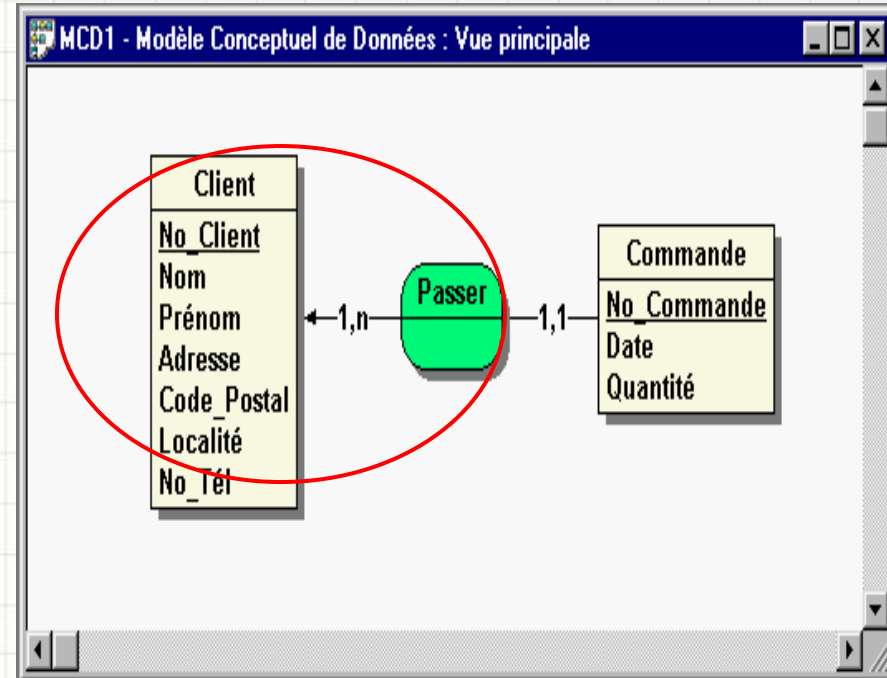 MCD1 - Modèle Conceptuel de Données : Vue principale
Client
No_Client
Nom
Prénom
Adresse
Code_Postal
Localité
No_Tél
1,n
Passer
1,1
Commande
No_Commande
Date
Quantité